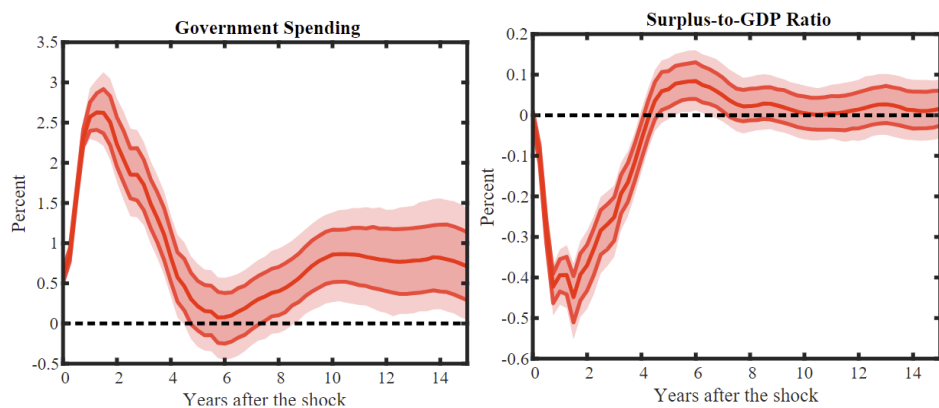 Government Spending
3.5
3
2.5
2
1.5
1
0.5
0
-0.5
Percent
0 2 4 6 8 10 12 14
Years after the shock
Surplus-to-GDP Ratio
0.2
0.1
0
-0.1
-0.2
-0.3
-0.4
-0.5
-0.6
Percent
0 2 4 6 8 10 12 14
Years after the shock